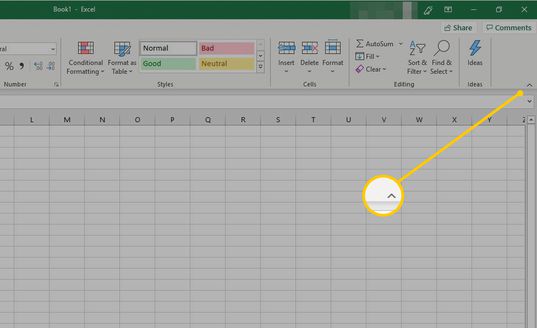 Book1 - Excel
Share Comments
ral
% ,
Conditional Formatting
Format as Table
Normal Bad
Good Neutral
Insert Delete Format
AutoSum
Fill
Clear
Sort & Filter
Find & Select
Ideas
Number Styles Cells Editing Ideas
L M N O P Q R S T U V W X Y Z